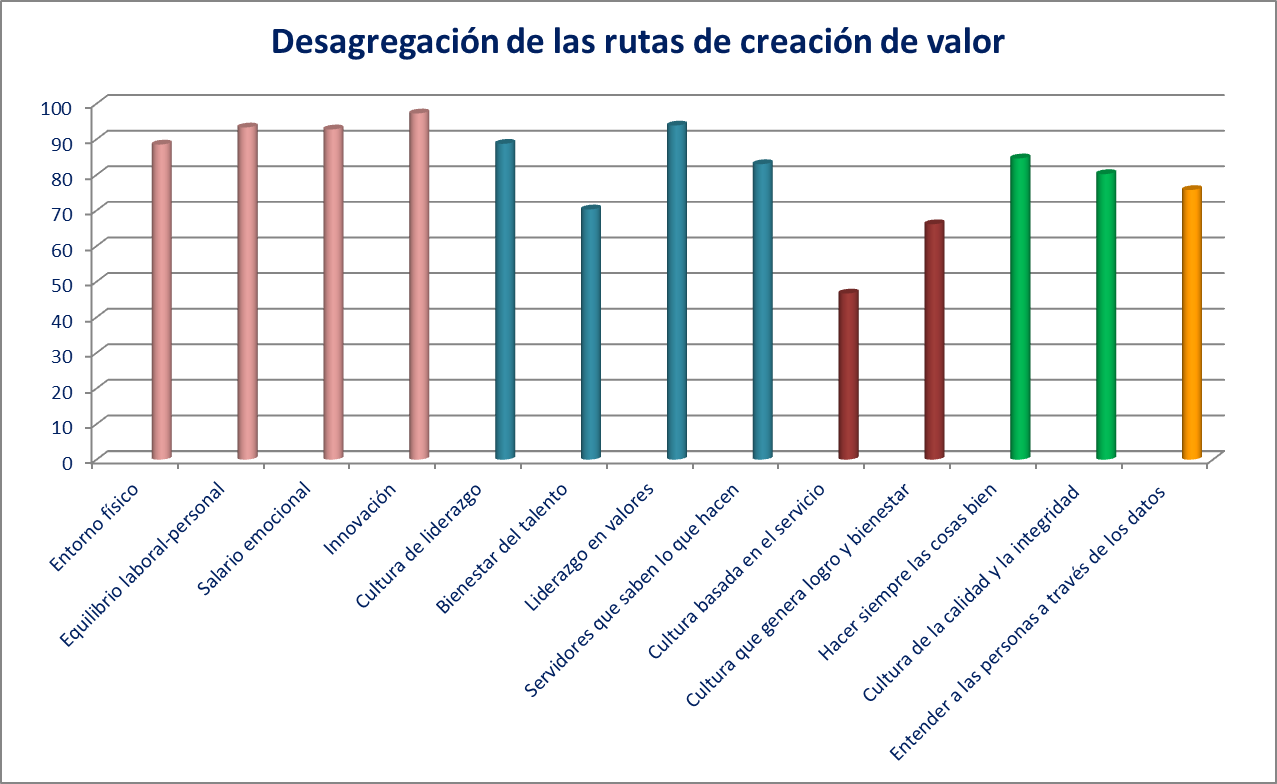 Desagregación de las rutas de creación de valor
100
90
80
70
60
50
40
30
20
10
0
Entorno físico
Equilibrio laboral-personal
Salario emocional
Innovación
Cultura de liderazgo
Bienestar del talento
Liderazgo en valores
Servidores que saben lo que hacen
Cultura basada en el servicio
Cultura que genera logro y bienestar
Hacer siempre las cosas bien
Cultura de la calidad y la integridad
Entender a las personas a través de los datos